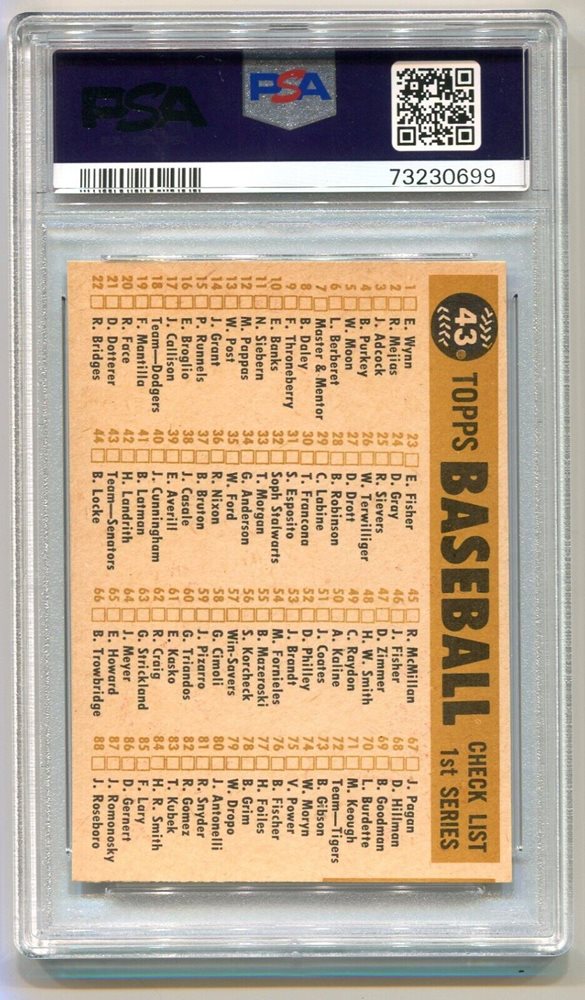 PSA
PSA
73230699
43 TOPPS BASEBALL CHECK LIST
1st SERIES
1 E. Wynn
2 R. Mejias
3 J. Adcock
4 B. Purkey
5 W. Moon
6 L. Berberet
7 Master & Mentor
8 B. Daley
9 F. Throneberry
10 E. Banks
11 N. Siebern
12 M. Pappas
13 W. Post
14 J. Grant
15 P. Runnels
16 E. Broglio
17 J. Callison
18 Team—Dodgers
19 F. Mantilla
20 R. Face
21 D. Dotterer
22 R. Bridges
23 E. Fisher
24 D. Gray
25 R. Sievers
26 W. Terwilliger
27 D. Drott
28 B. Robinson
29 C. Labine
30 T. Francona
31 S. Esposito
32 Soph Stalwarts
33 T. Morgan
34 G. Anderson
35 W. Ford
36 R. Nixon
37 B. Bruton
38 J. Casale
39 E. Averill
40 J. Cunningham
41 B. Latman
42 H. Landrith
43 Team—Senators
44 B. Locke
45 R. McMillan
46 J. Fisher
47 D. Zimmer
48 H. W. Smith
49 C. Raydon
50 A. Kaline
51 J. Coates
52 D. Philley
53 J. Brandt
54 M. Fornieles
55 B. Mazeroski
56 S. Korcheck
57 Win-Savers
58 G. Cimoli
59 J. Pizarro
60 G. Triandos
61 E. Kasko
62 R. Craig
63 G. Strickland
64 J. Meyer
65 E. Howard
66 B. Trowbridge
67 J. Pagan
68 D. Hillman
69 B. Goodman
70 L. Burdette
71 M. Keough
72 Team—Tigers
73 B. Gibson
74 W. Moryn
75 V. Power
76 B. Fischer
77 H. Foiles
78 B. Grim
79 W. Dropo
80 J. Antonelli
81 R. Snyder
82 R. Gomez
83 T. Kubek
84 H. R. Smith
85 F. Lary
86 D. Gernert
87 J. Romonosky
88 J. Roseboro